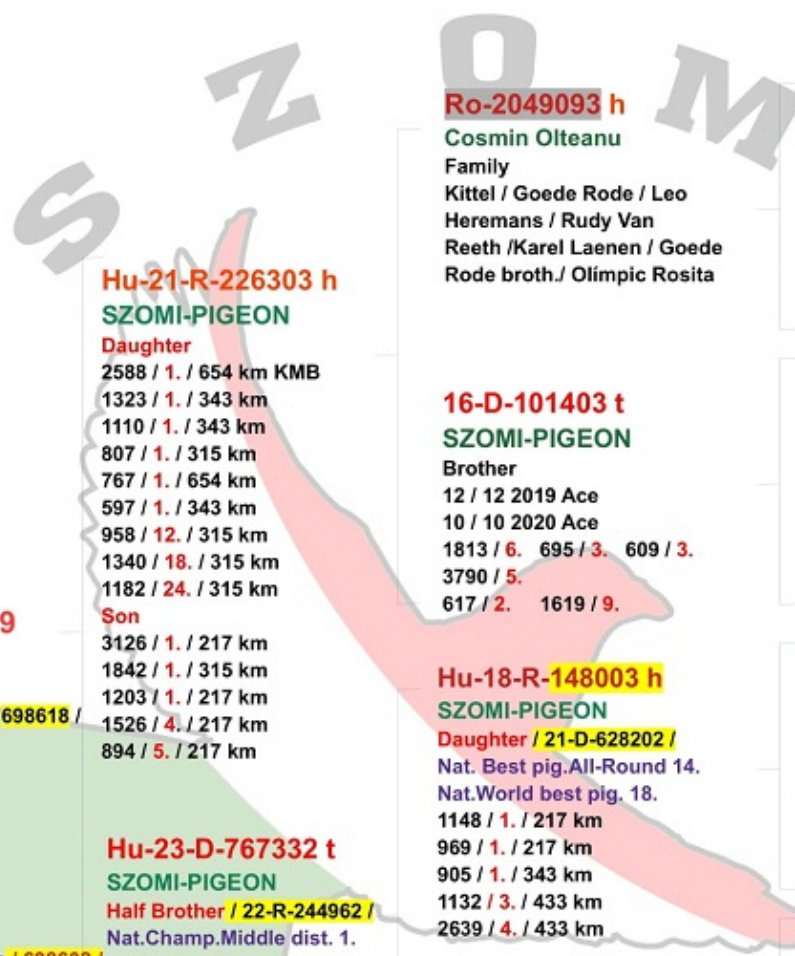 S Z O M
9
698618 /
Hu-21-R-226303 h
SZOMI-PIGEON
Daughter
2588 / 1. / 654 km KMB
1323 / 1. / 343 km
1110 / 1. / 343 km
807 / 1. / 315 km
767 / 1. / 654 km
597 / 1. / 343 km
958 / 12. / 315 km
1340 / 18. / 315 km
1182 / 24. / 315 km
Son
3126 / 1. / 217 km
1842 / 1. / 315 km
1203 / 1. / 217 km
1526 / 4. / 217 km
894 / 5. / 217 km
Hu-23-D-767332 t
SZOMI-PIGEON
Half Brother / 22-R-244962 /
Nat.Champ.Middle dist. 1.
Ro-2049093 h
Cosmin Olteanu
Family
Kittel / Goede Rode / Leo
Heremans / Rudy Van
Reeth /Karel Laenen / Goede
Rode broth./ Olímpic Rosita
16-D-101403 t
SZOMI-PIGEON
Brother
12 / 12 2019 Ace
10 / 10 2020 Ace
1813 / 6. 695 / 3. 609 / 3.
3790 / 5.
617 / 2. 1619 / 9.
Hu-18-R-148003 h
SZOMI-PIGEON
Daughter / 21-D-628202 /
Nat. Best pig.All-Round 14.
Nat.World best pig. 18.
1148 / 1. / 217 km
969 / 1. / 217 km
905 / 1. / 343 km
1132 / 3. / 433 km
2639 / 4. / 433 km